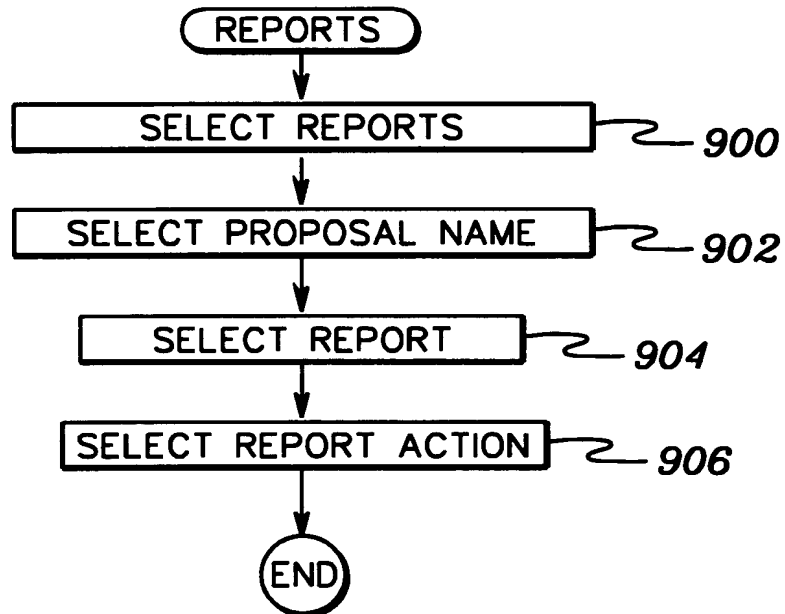 REPORTS
SELECT REPORTS
900
SELECT PROPOSAL NAME
902
SELECT REPORT
904
SELECT REPORT ACTION
906
END